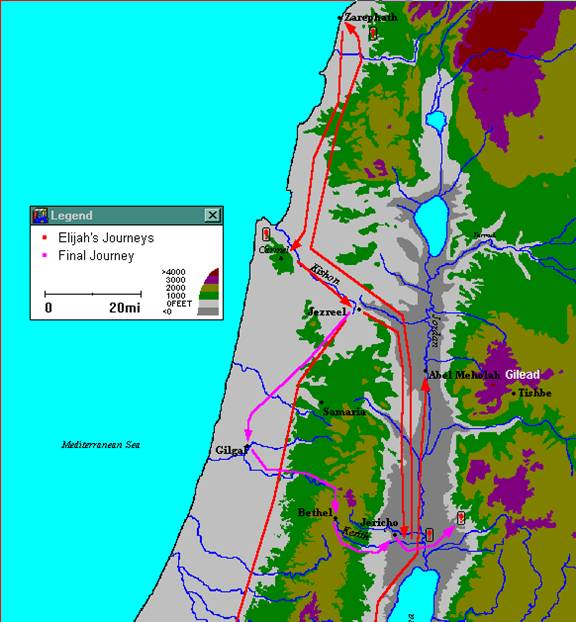 Zarephath
Legend
Elijah's Journeys
Final Journey
>4000
3000
2000
1000
0FEET
<0
0 20mi
Carmel
Kishon
Jezreel
Jordan
Abel Meholah
Gilead
Tishbe
Samaria
Mediterranean Sea
Gilgal
Bethel
Jericho